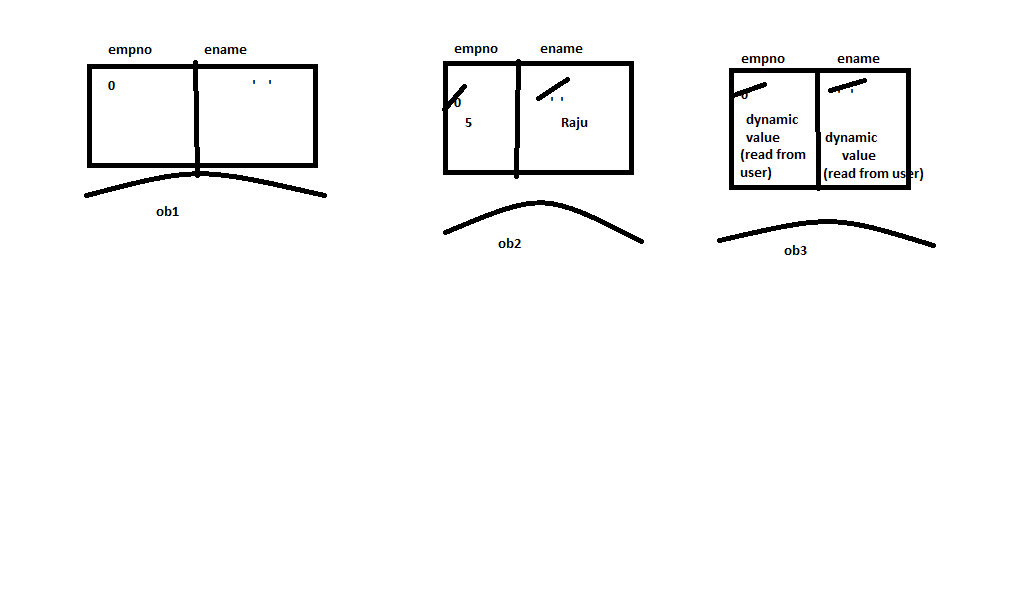 empno ename
0 ' '
ob1
empno ename
0 ' '
5 Raju
ob2
empno ename
0 ' '
dynamic
value
(read from
user)
dynamic
value
(read from user)
ob3